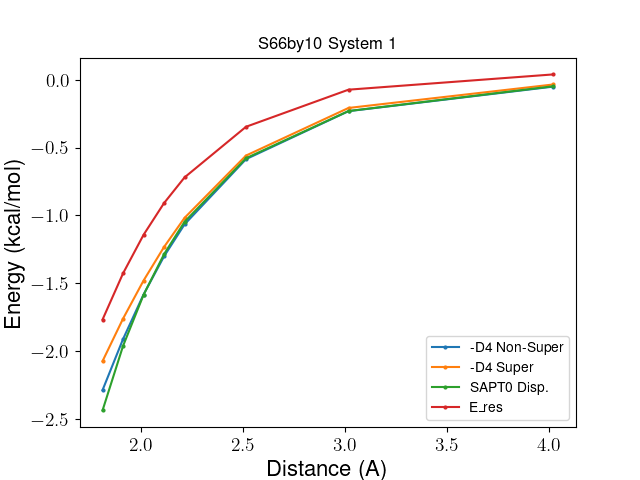 S66by10 System 1
Energy (kcal/mol)
0.0
−0.5
−1.0
−1.5
−2.0
−2.5
-D4 Non-Super
-D4 Super
SAPT0 Disp.
E_res
2.0 2.5 3.0 3.5 4.0
Distance (A)